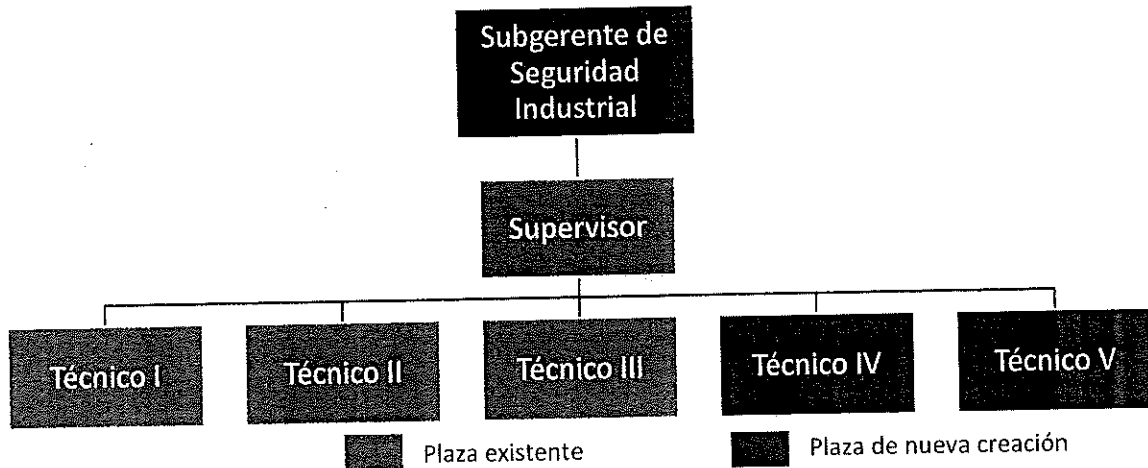 Subgerente de
Seguridad
Industrial
Supervisor
Técnico I
Técnico II
Técnico III
Técnico IV
Técnico V
Plaza existente
Plaza de nueva creación